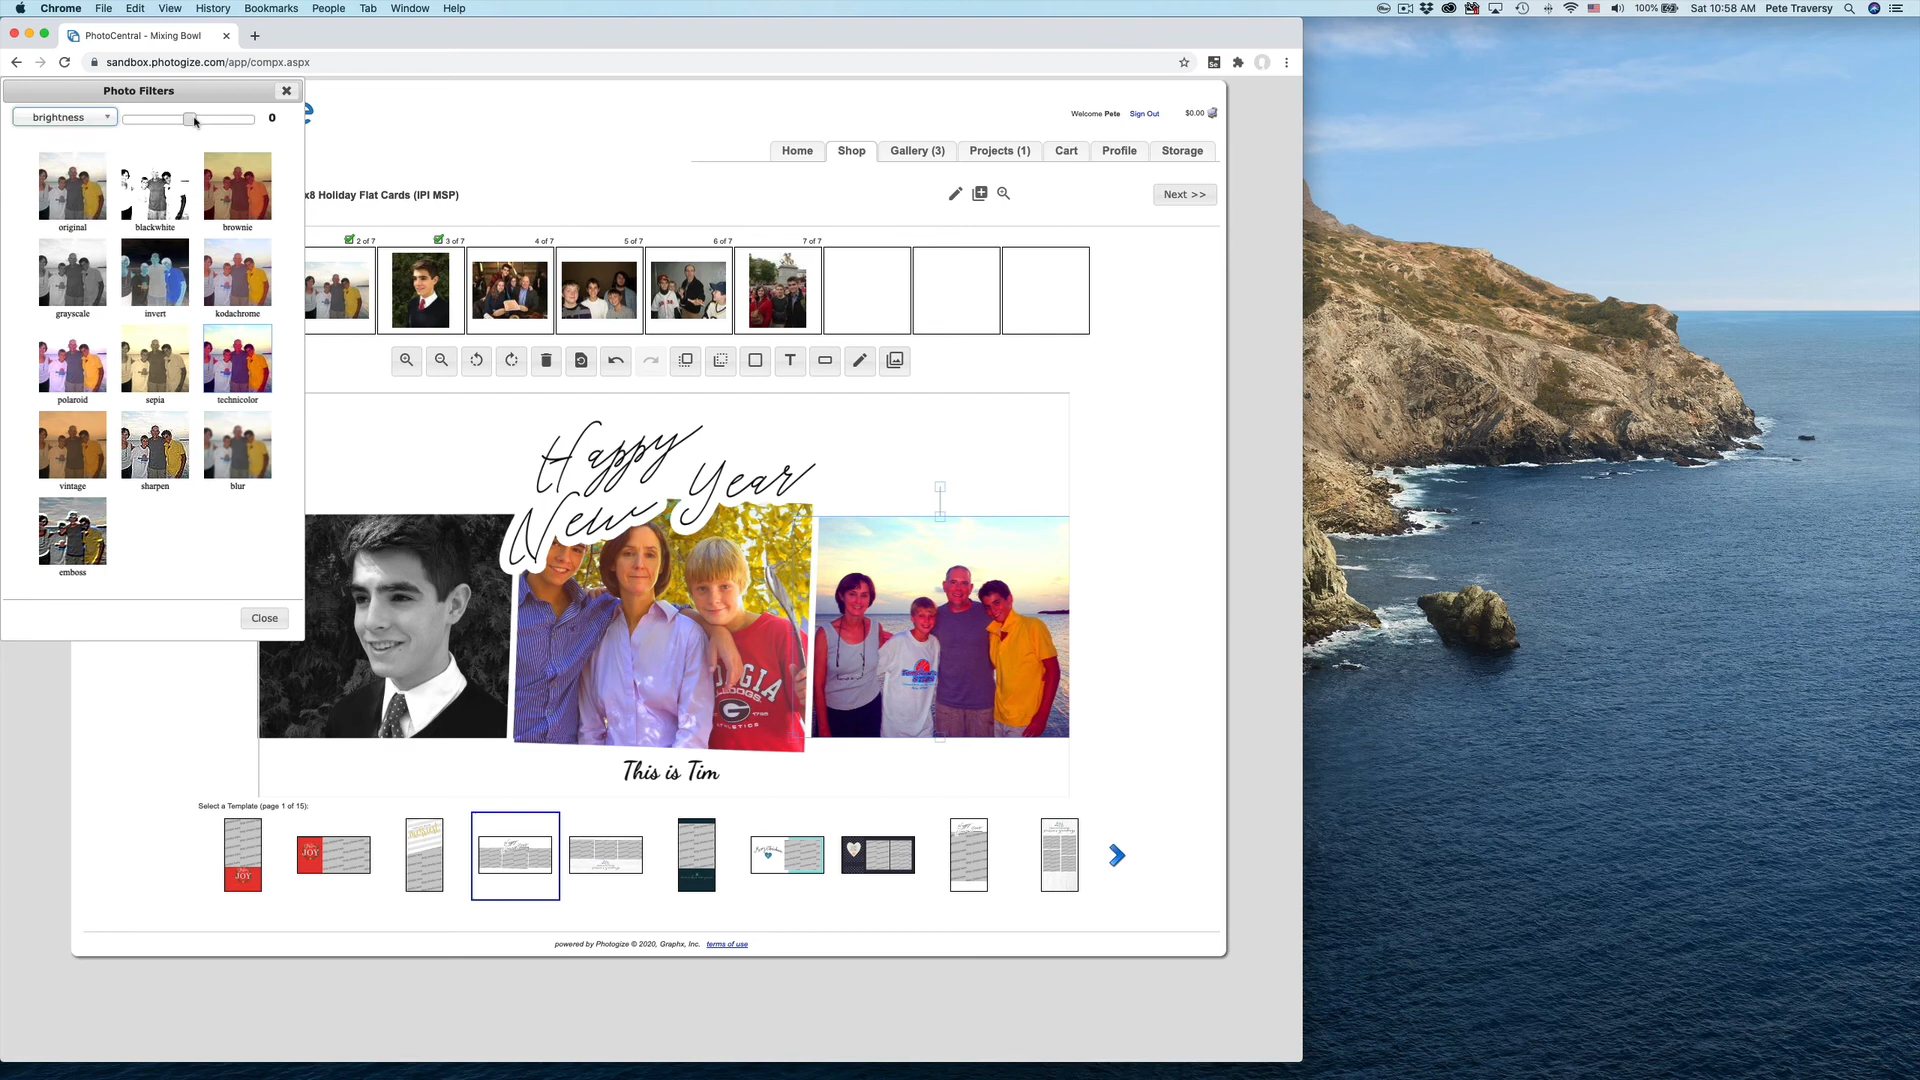 Chrome File Edit View History Bookmarks People Tab Window Help
100% Sat 10:58 AM Pete Traversy
PhotoCentral - Mixing Bowl
sandbox.photogize.com/app/compx.aspx
Photo Filters
brightness 0
original blackwhite brownie
grayscale invert kodachrome
polaroid sepia technicolor
vintage sharpen blur
emboss
Close
Welcome Pete Sign Out $0.00
Home Shop Gallery (3) Projects (1) Cart Profile Storage
x8 Holiday Flat Cards (IPI MSP)
Next >>
2 of 7 3 of 7 4 of 7 5 of 7 6 of 7 7 of 7
T
Happy
New Year
GIA
BULLDOGS
G
ATHLETICS
This is Tim
Select a Template (page 1 of 15):
JOY
JOY
powered by Photogize © 2020, Graphx, Inc. terms of use